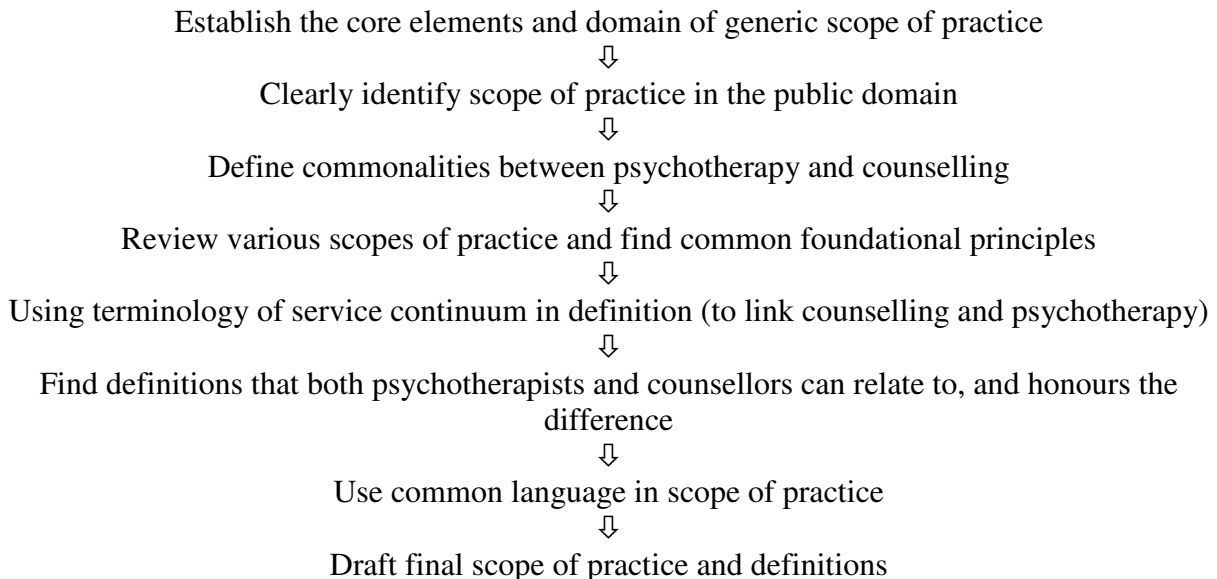 Establish the core elements and domain of generic scope of practice
⇩
Clearly identify scope of practice in the public domain
⇩
Define commonalities between psychotherapy and counselling
⇩
Review various scopes of practice and find common foundational principles
⇩
Using terminology of service continuum in definition (to link counselling and psychotherapy)
⇩
Find definitions that both psychotherapists and counsellors can relate to, and honours the
difference
⇩
Use common language in scope of practice
⇩
Draft final scope of practice and definitions